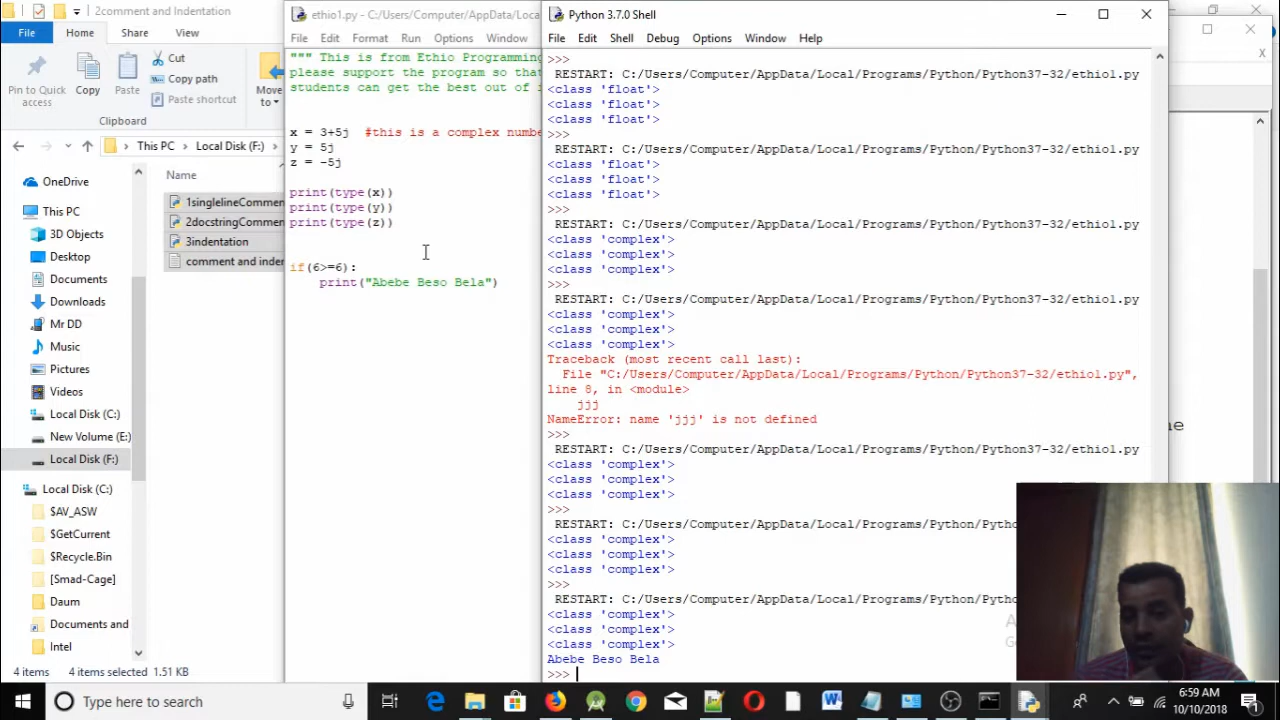 2comment and Indentation
File
Home
Share
View
Pin to Quick
access
Copy
Paste
Cut
Copy path
Paste shortcut
Move
to
Clipboard
This PC
Local Disk (F:)
OneDrive
This PC
3D Objects
Desktop
Documents
Downloads
Mr DD
Music
Pictures
Videos
Local Disk (C:)
New Volume (E:)
Local Disk (F:)
Local Disk (C:)
$AV_ASW
$GetCurrent
$Recycle.Bin
[Smad-Cage]
Daum
Documents and
Intel
Name
1singlelineCommen
2docstringCommen
3indentation
comment and inden
4 items
4 items selected
1.51 KB
ethio1.py - C:/Users/Computer/AppData/Loca
File Edit Format Run Options Window
""" This is from Ethio Programming
please support the program so that
students can get the best out of i
x = 3+5j #this is a complex numbe
y = 5j
z = -5j
print(type(x))
print(type(y))
print(type(z))
if(6>=6):
print("Abebe Beso Bela")
Python 3.7.0 Shell
File Edit Shell Debug Options Window Help
>>>
RESTART: C:/Users/Computer/AppData/Local/Programs/Python/Python37-32/ethio1.py
<class 'float'>
<class 'float'>
<class 'float'>
>>>
RESTART: C:/Users/Computer/AppData/Local/Programs/Python/Python37-32/ethio1.py
<class 'float'>
<class 'float'>
<class 'float'>
>>>
RESTART: C:/Users/Computer/AppData/Local/Programs/Python/Python37-32/ethio1.py
<class 'complex'>
<class 'complex'>
<class 'complex'>
>>>
RESTART: C:/Users/Computer/AppData/Local/Programs/Python/Python37-32/ethio1.py
<class 'complex'>
<class 'complex'>
<class 'complex'>
Traceback (most recent call last):
File "C:/Users/Computer/AppData/Local/Programs/Python/Python37-32/ethio1.py",
line 8, in <module>
jjj
NameError: name 'jjj' is not defined
>>>
RESTART: C:/Users/Computer/AppData/Local/Programs/Python/Python37-32/ethio1.py
<class 'complex'>
<class 'complex'>
<class 'complex'>
>>>
RESTART: C:/Users/Computer/AppData/Local/Programs/Python/Python
<class 'complex'>
<class 'complex'>
<class 'complex'>
>>>
RESTART: C:/Users/Computer/AppData/Local/Programs/Python/Python
<class 'complex'>
<class 'complex'>
<class 'complex'>
Abebe Beso Bela
>>>
Type here to search
6:59 AM
10/10/2018